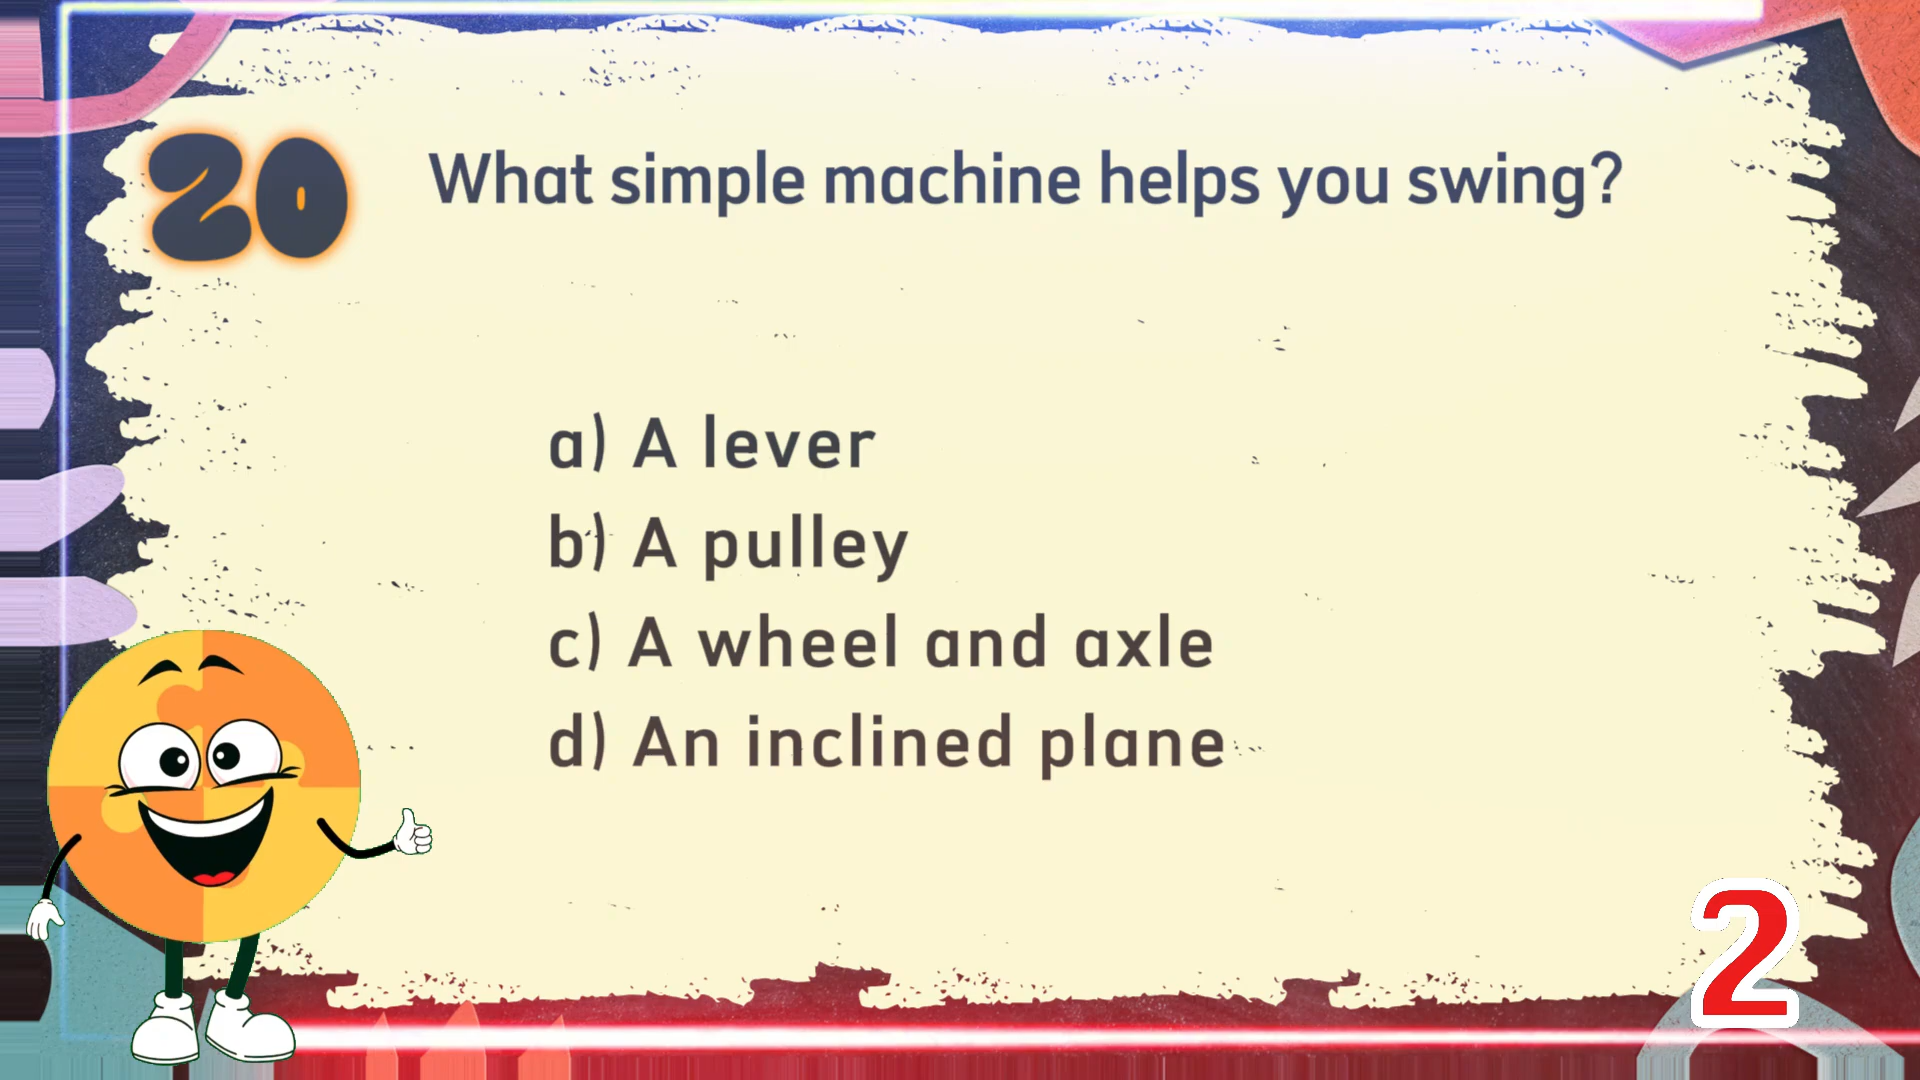 20
What simple machine helps you swing?
a) A lever
b) A pulley
c) A wheel and axle
d) An inclined plane
2